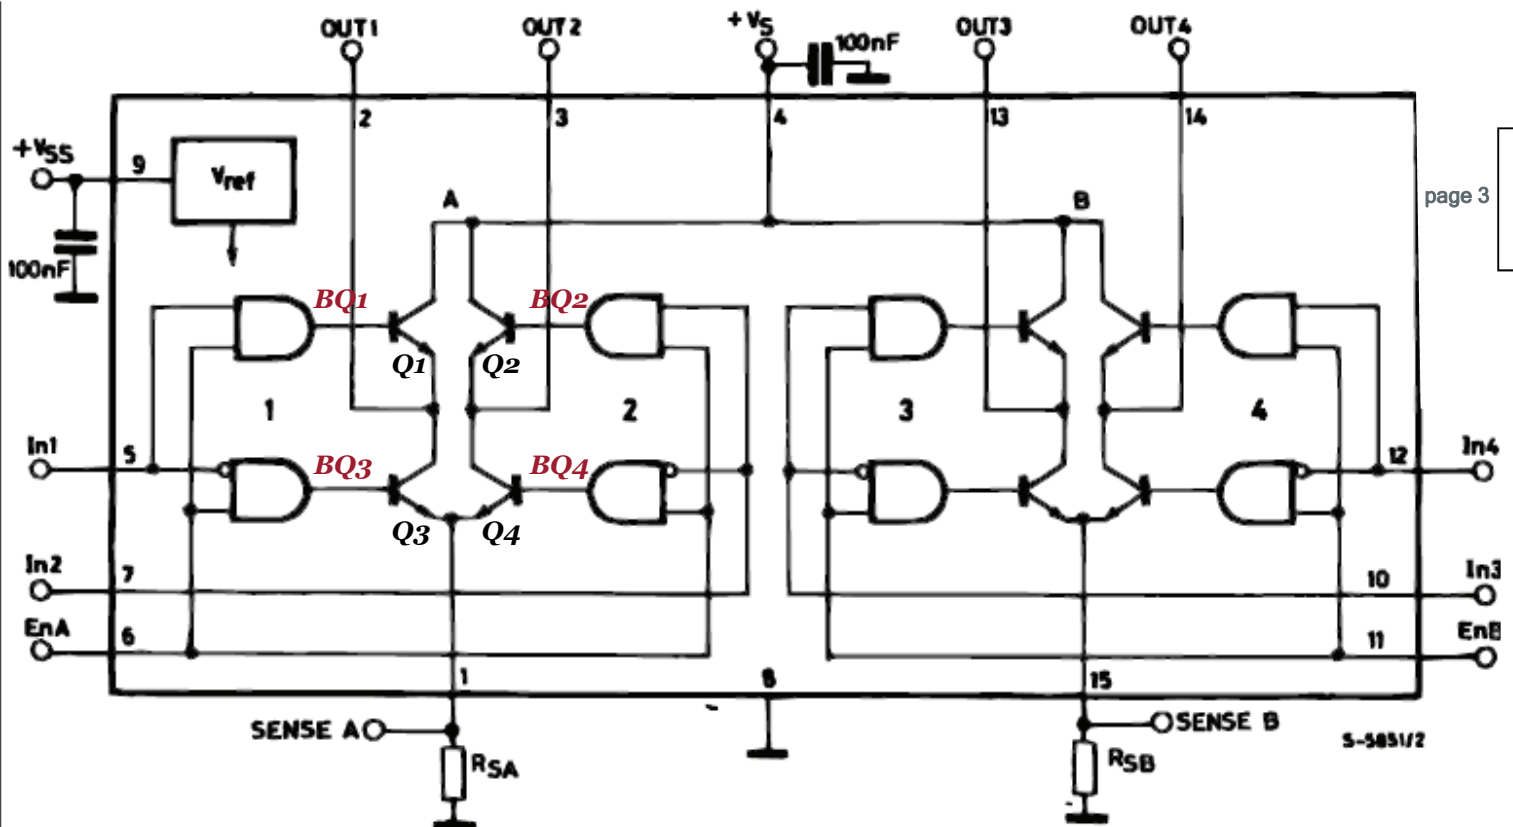 OUT1 OUT2 +VS 100nF OUT3 OUT4
2 3 4 13 14
+VSS 9 Vref
page 3
A B
100nF
BQ1 BQ2
Q1 Q2
1 2 3 4
In1 5 BQ3 BQ4 12 In4
Q3 Q4
In2 7 10 In3
EnA 6 11 EnB
1 8 15
SENSE A SENSE B
S-5851/2
RSA RSB